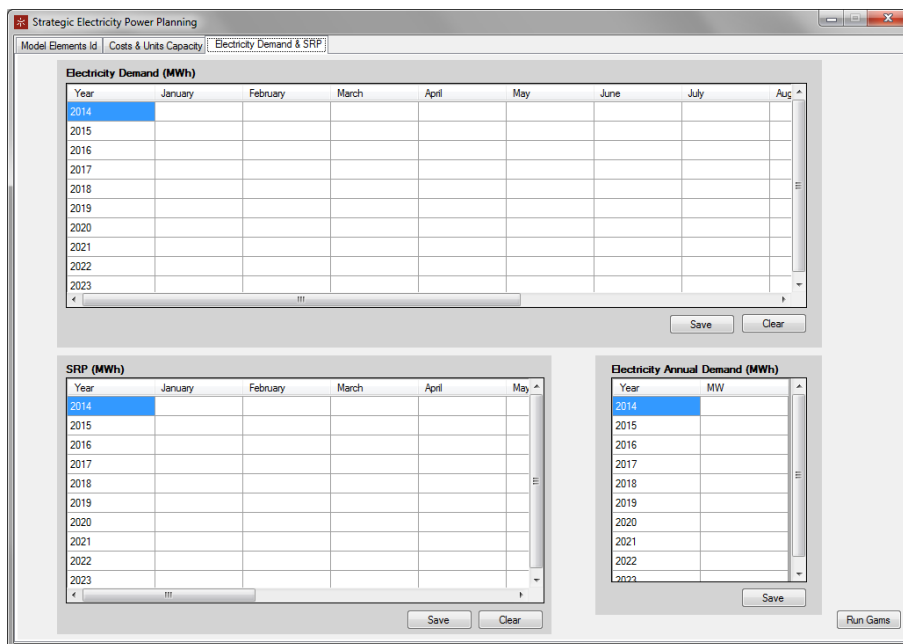 Strategic Electricity Power Planning
Model Elements Id Costs & Units Capacity Electricity Demand & SRP
Electricity Demand (MWh)
Year January February March April May June July Aug
2014
2015
2016
2017
2018
2019
2020
2021
2022
2023
Save Clear
SRP (MWh)
Year January February March April May
2014
2015
2016
2017
2018
2019
2020
2021
2022
2023
Save Clear
Electricity Annual Demand (MWh)
Year MW
2014
2015
2016
2017
2018
2019
2020
2021
2022
2023
Save
Run Gams